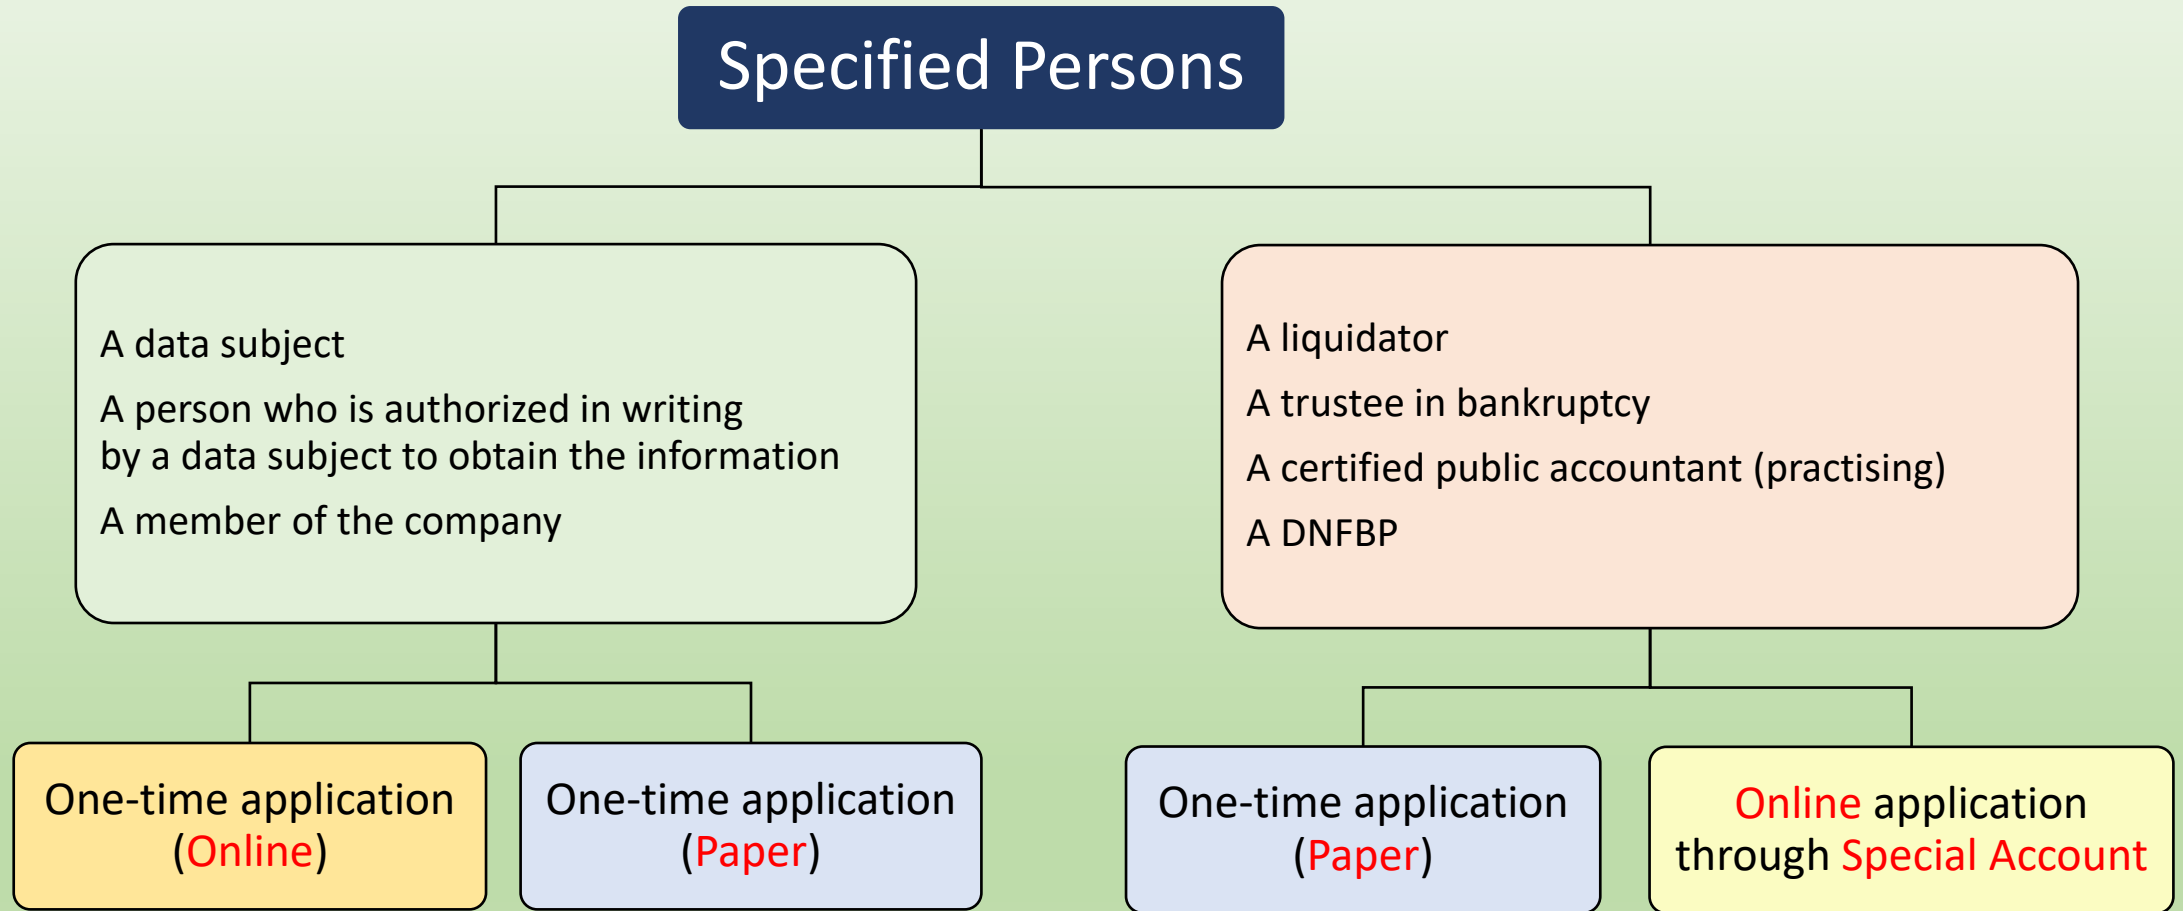 Specified Persons
A data subject
A person who is authorized in writing
by a data subject to obtain the information
A member of the company
A liquidator
A trustee in bankruptcy
A certified public accountant (practising)
A DNFBP
One-time application
(Online)
One-time application
(Paper)
One-time application
(Paper)
Online application
through Special Account